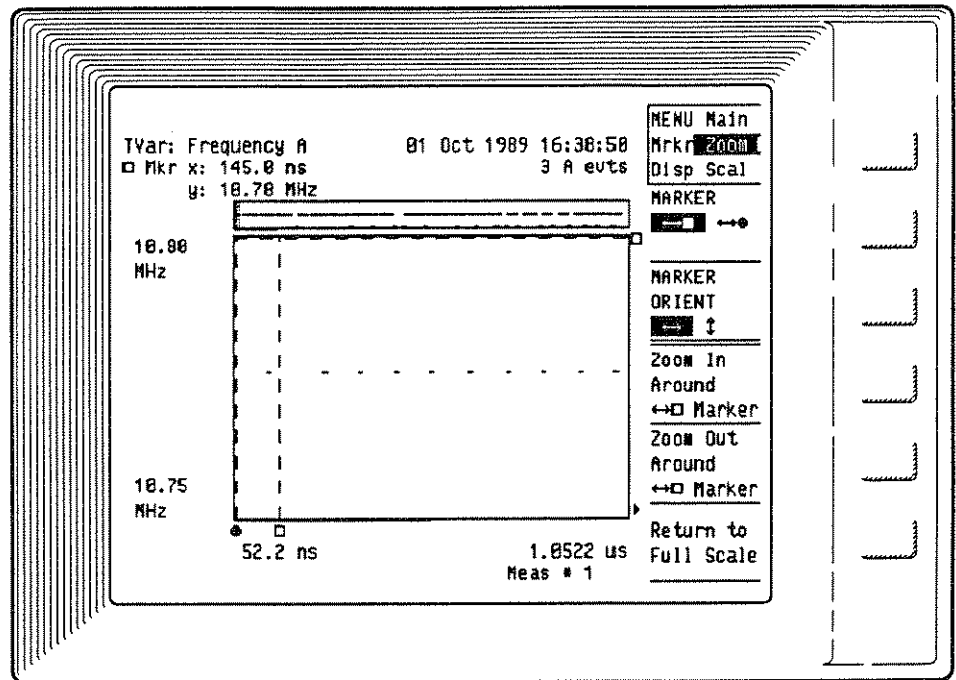 TVar: Frequency A
01 Oct 1989 16:38:50
Mkr x: 145.0 ns
3 A evts
y: 10.78 MHz
10.80
MHz
10.75
MHz
52.2 ns
1.0522 us
Meas # 1
MENU Main
Mrkr Zoom
Disp Scal
MARKER
↔□ ↔●
MARKER
ORIENT
↔ ↕
Zoom In
Around
↔□ Marker
Zoom Out
Around
↔□ Marker
Return to
Full Scale